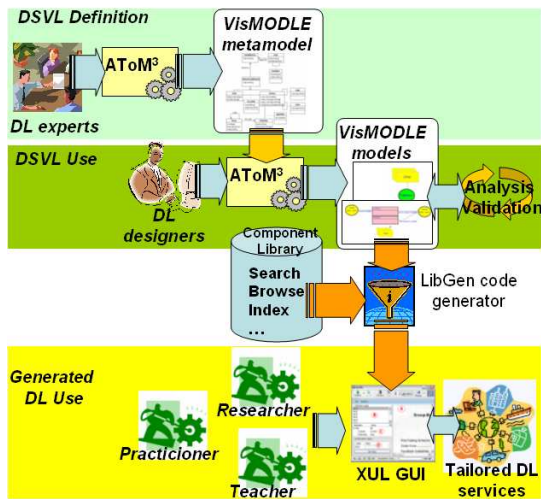 DSVL Definition
VisMODLE
metamodel
AToM³
DL experts
VisMODLE
models
DSVL Use
AToM³
Analysis
Validation
DL
designers
Component
Library
Search
Browse
Index
...
LibGen code
generator
Generated
DL Use
Researcher
Practicioner
Teacher
XUL GUI
Tailored DL
services